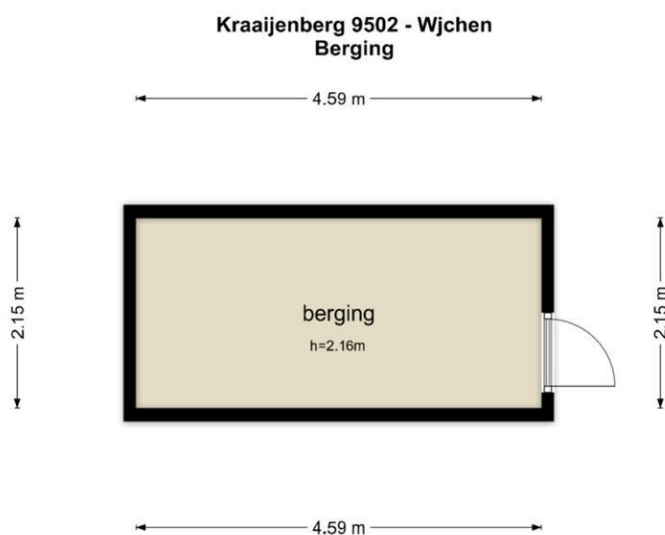 Kraaijenberg 9502 - Wjchen
Berging
4.59 m
2.15 m
berging
h=2.16m
2.15 m
4.59 m